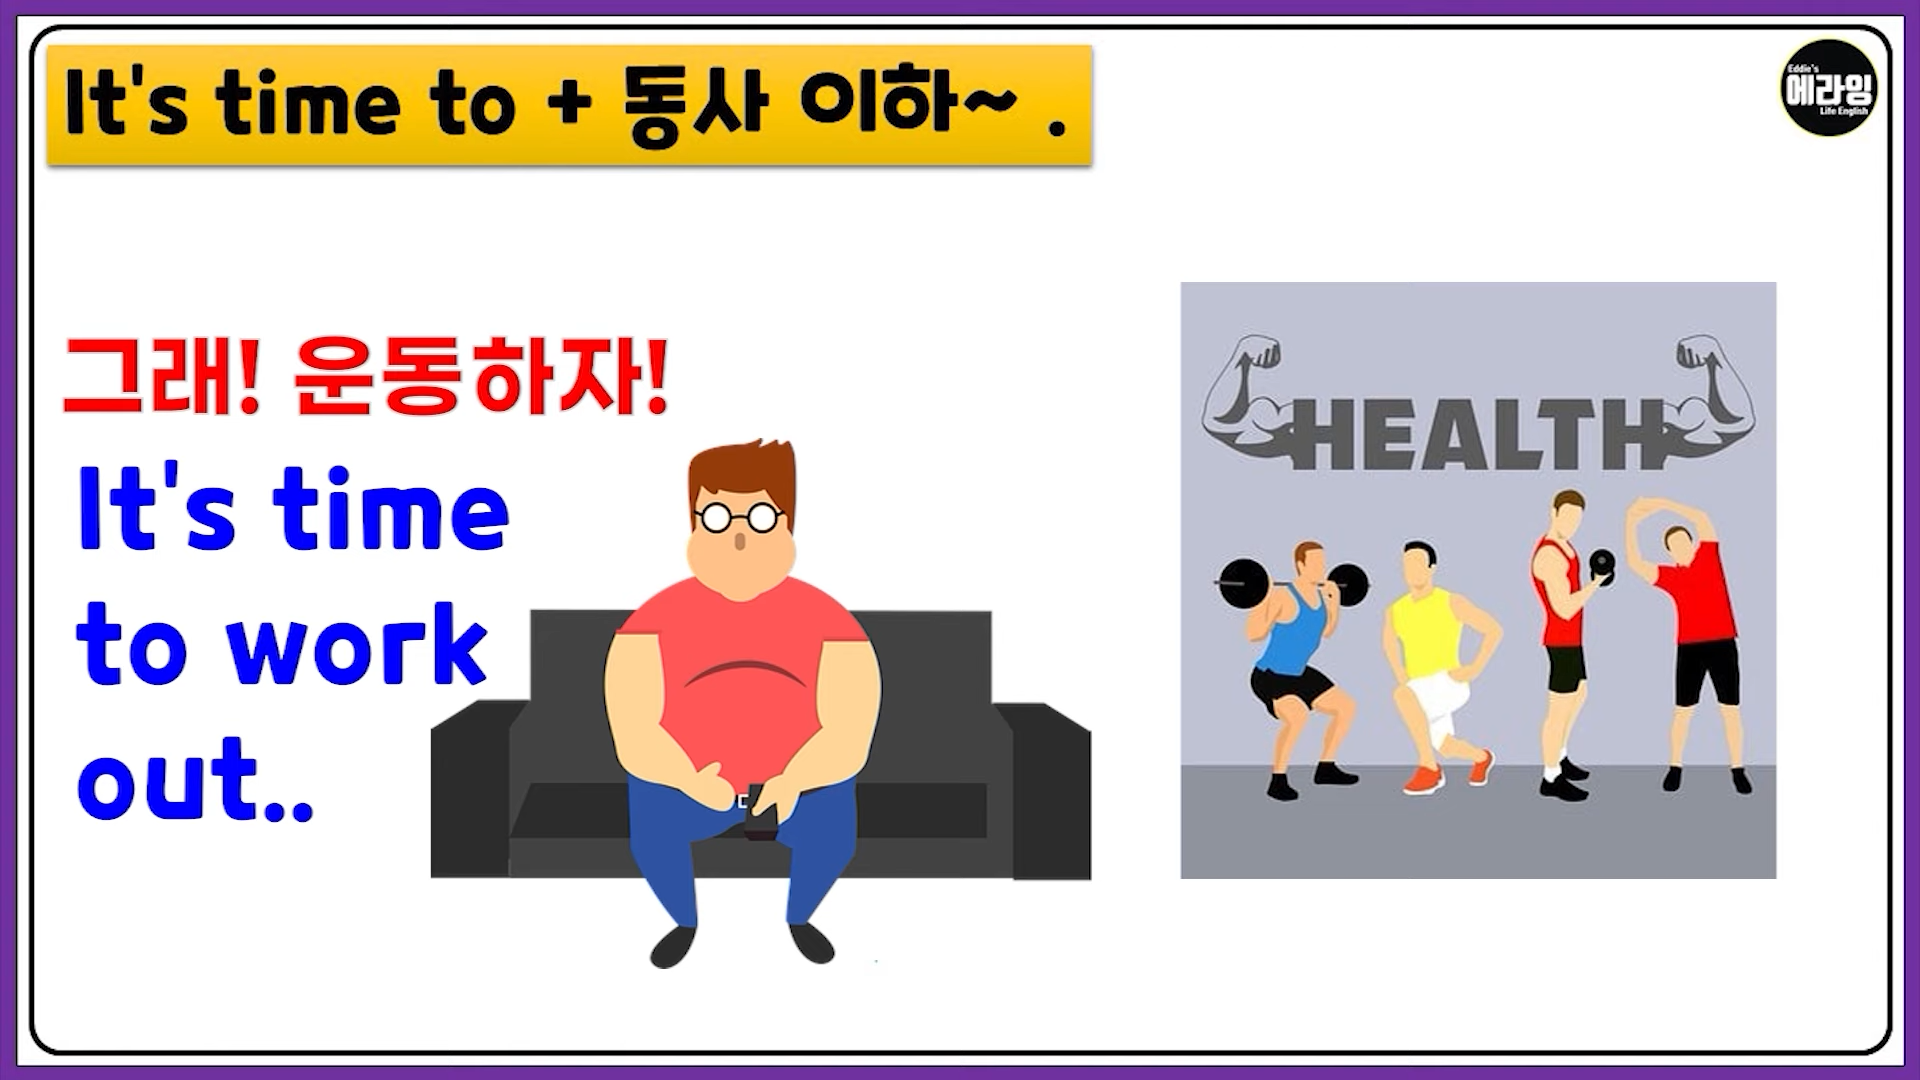 It's time to + 동사 이하~ .
Eddie's
에라잉
Life English
그래! 운동하자!
It's time
to work
out..
HEALTH